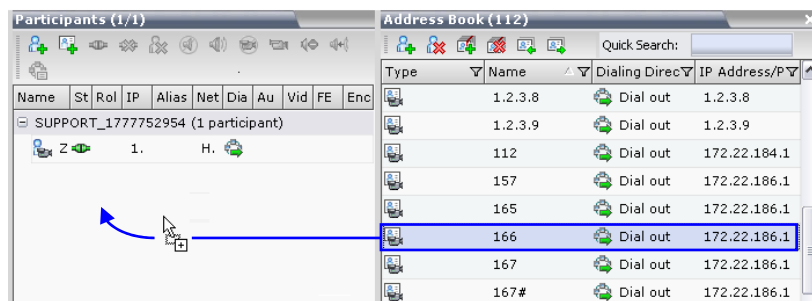 Participants (1/1)
Name St Rol IP Alias Net Dia Au Vid FE Enc
SUPPORT_1777752954 (1 participant)
Z 1. H.
Address Book (112)
Quick Search:
Type Name Dialing Direc IP Address/P
1.2.3.8 Dial out 1.2.3.8
1.2.3.9 Dial out 1.2.3.9
112 Dial out 172.22.184.1
157 Dial out 172.22.186.1
165 Dial out 172.22.186.1
166 Dial out 172.22.186.1
167 Dial out 172.22.186.1
167# Dial out 172.22.186.1